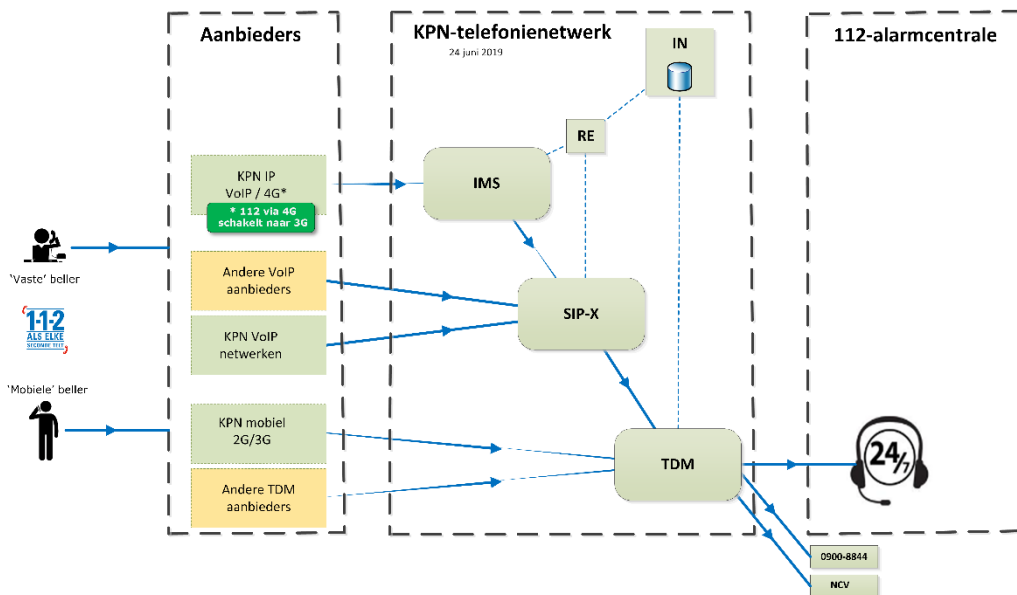 Aanbieders
KPN-telefonienetwerk
24 juni 2019
112-alarmcentrale
IN
RE
KPN IP
VoIP / 4G*
* 112 via 4G
schakelt naar 3G
IMS
'Vaste' beller
Andere VoIP
aanbieders
SIP-X
1-1-2
ALS ELKE
SECONDE TELT
KPN VoIP
netwerken
'Mobiele' beller
KPN mobiel
2G/3G
TDM
24/7
Andere TDM
aanbieders
0900-8844
NCV